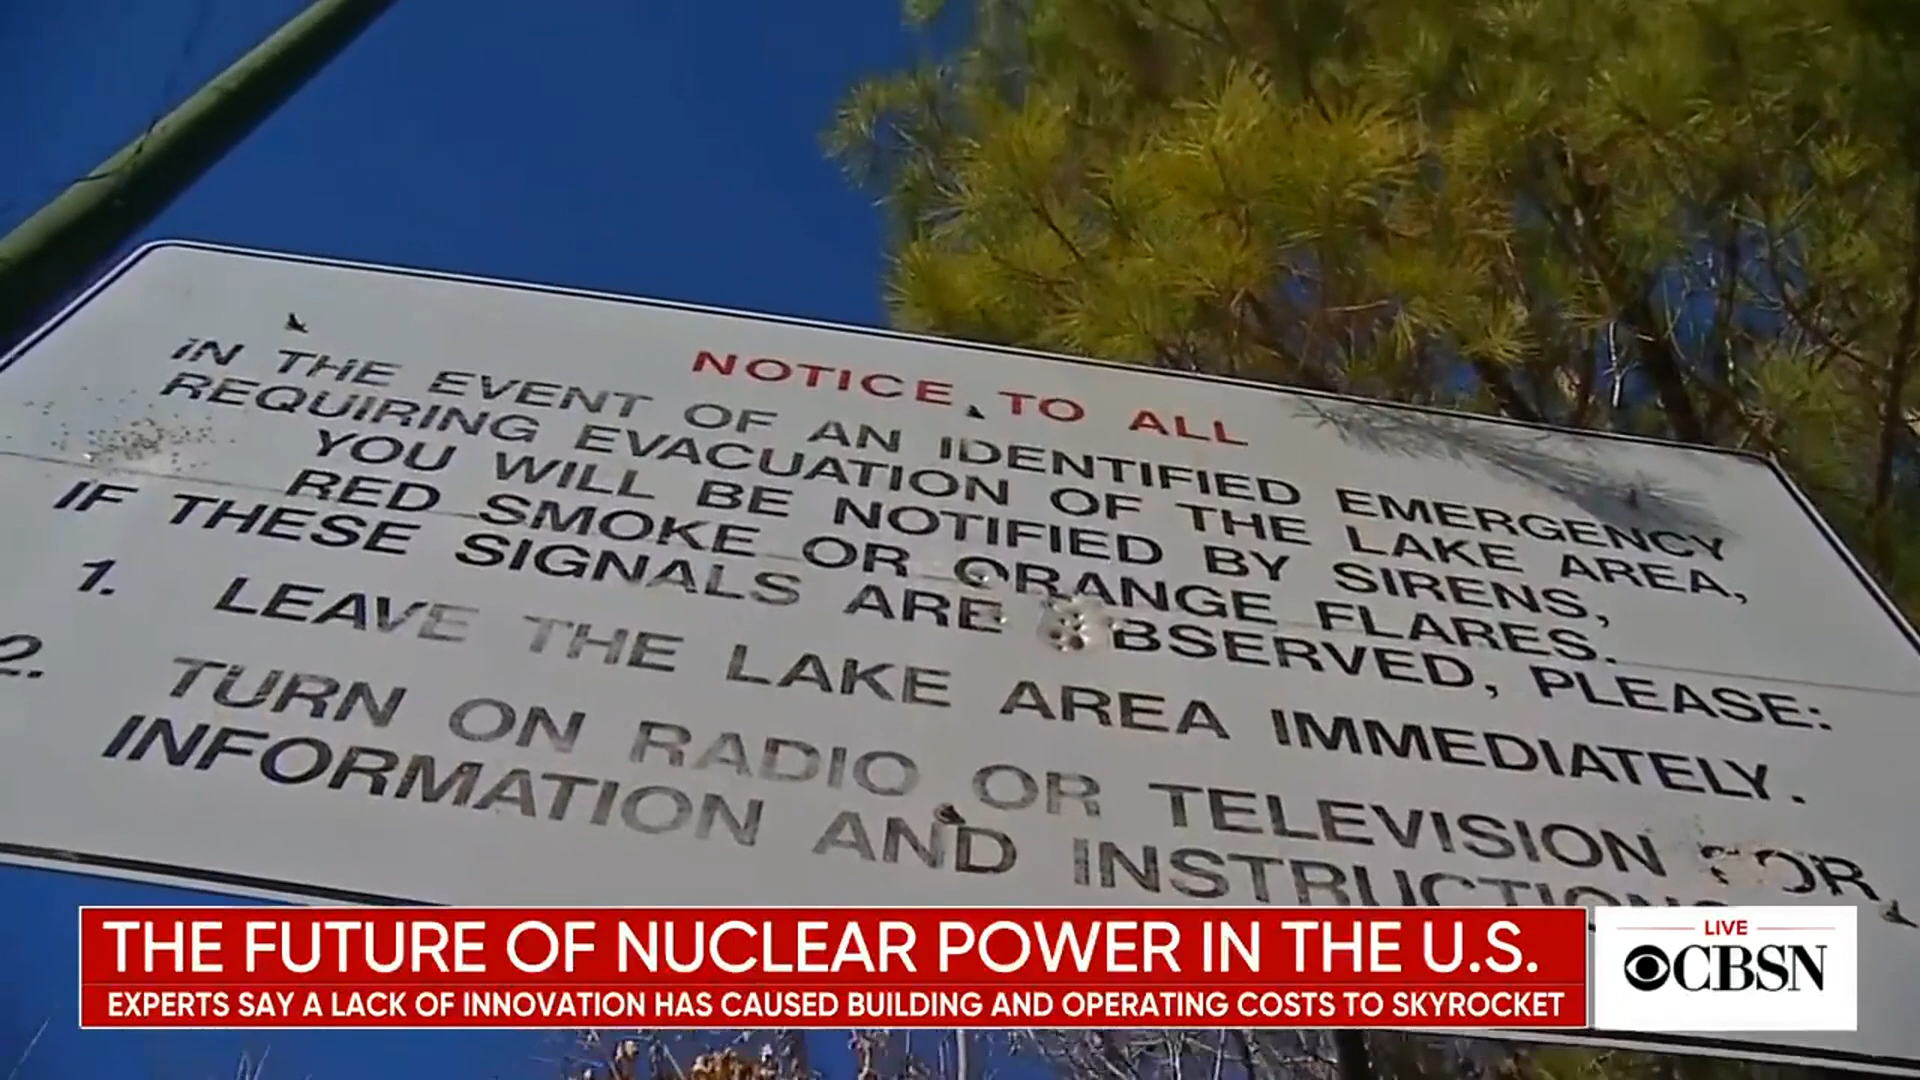 NOTICE TO ALL
IN THE EVENT OF AN IDENTIFIED EMERGENCY
REQUIRING EVACUATION OF THE LAKE AREA,
YOU WILL BE NOTIFIED BY SIRENS,
RED SMOKE OR ORANGE FLARES.
IF THESE SIGNALS ARE OBSERVED, PLEASE:
1. LEAVE THE LAKE AREA IMMEDIATELY.
2. TURN ON RADIO OR TELEVISION FOR
INFORMATION AND INSTRUCTIONS
THE FUTURE OF NUCLEAR POWER IN THE U.S.
EXPERTS SAY A LACK OF INNOVATION HAS CAUSED BUILDING AND OPERATING COSTS TO SKYROCKET
LIVE
CBSN